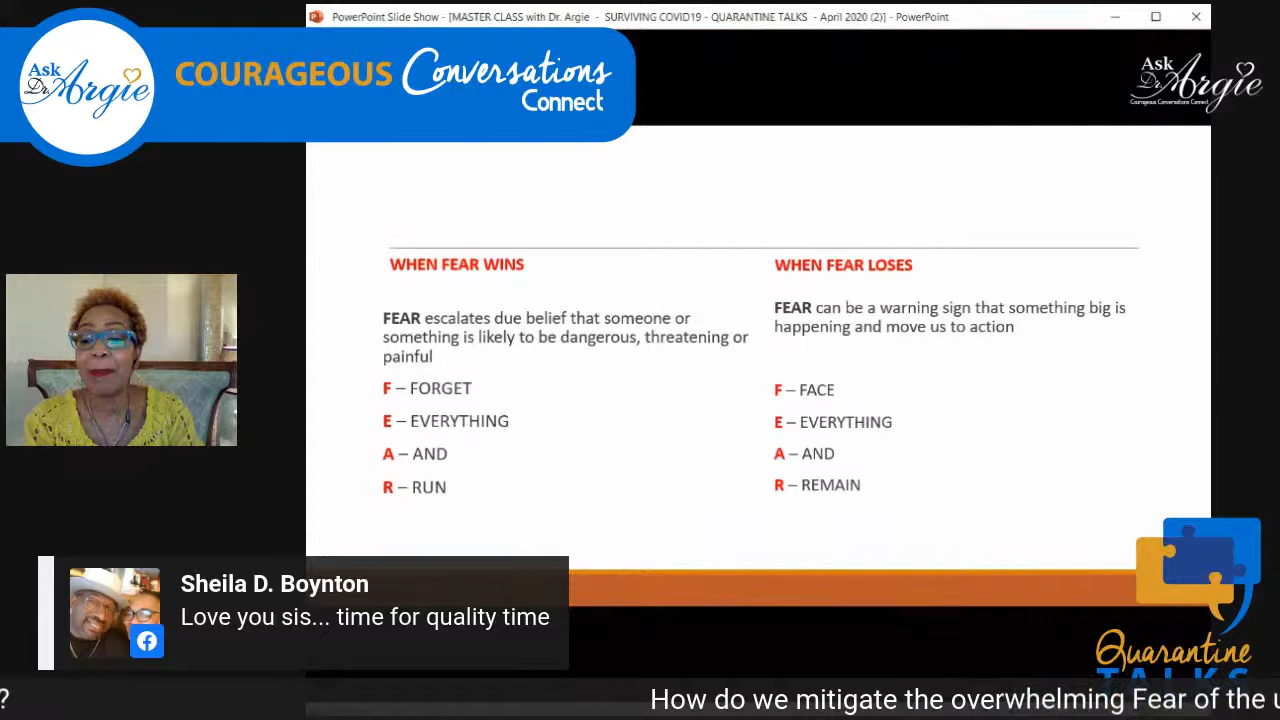 PowerPoint Slide Show - [MASTER CLASS with Dr. Argie - SURVIVING COVID19 - QUARANTINE TALKS - April 2020 (2)] - PowerPoint
Ask
Dr. Argie
COURAGEOUS Conversations
Connect
Ask
Dr. Argie
Courageous Conversations Connect
WHEN FEAR WINS
FEAR escalates due belief that someone or
something is likely to be dangerous, threatening or
painful
F – FORGET
E – EVERYTHING
A – AND
R – RUN
WHEN FEAR LOSES
FEAR can be a warning sign that something big is
happening and move us to action
F – FACE
E – EVERYTHING
A – AND
R – REMAIN
Sheila D. Boynton
Love you sis... time for quality time
Quarantine
TALKS
? How do we mitigate the overwhelming Fear of the u